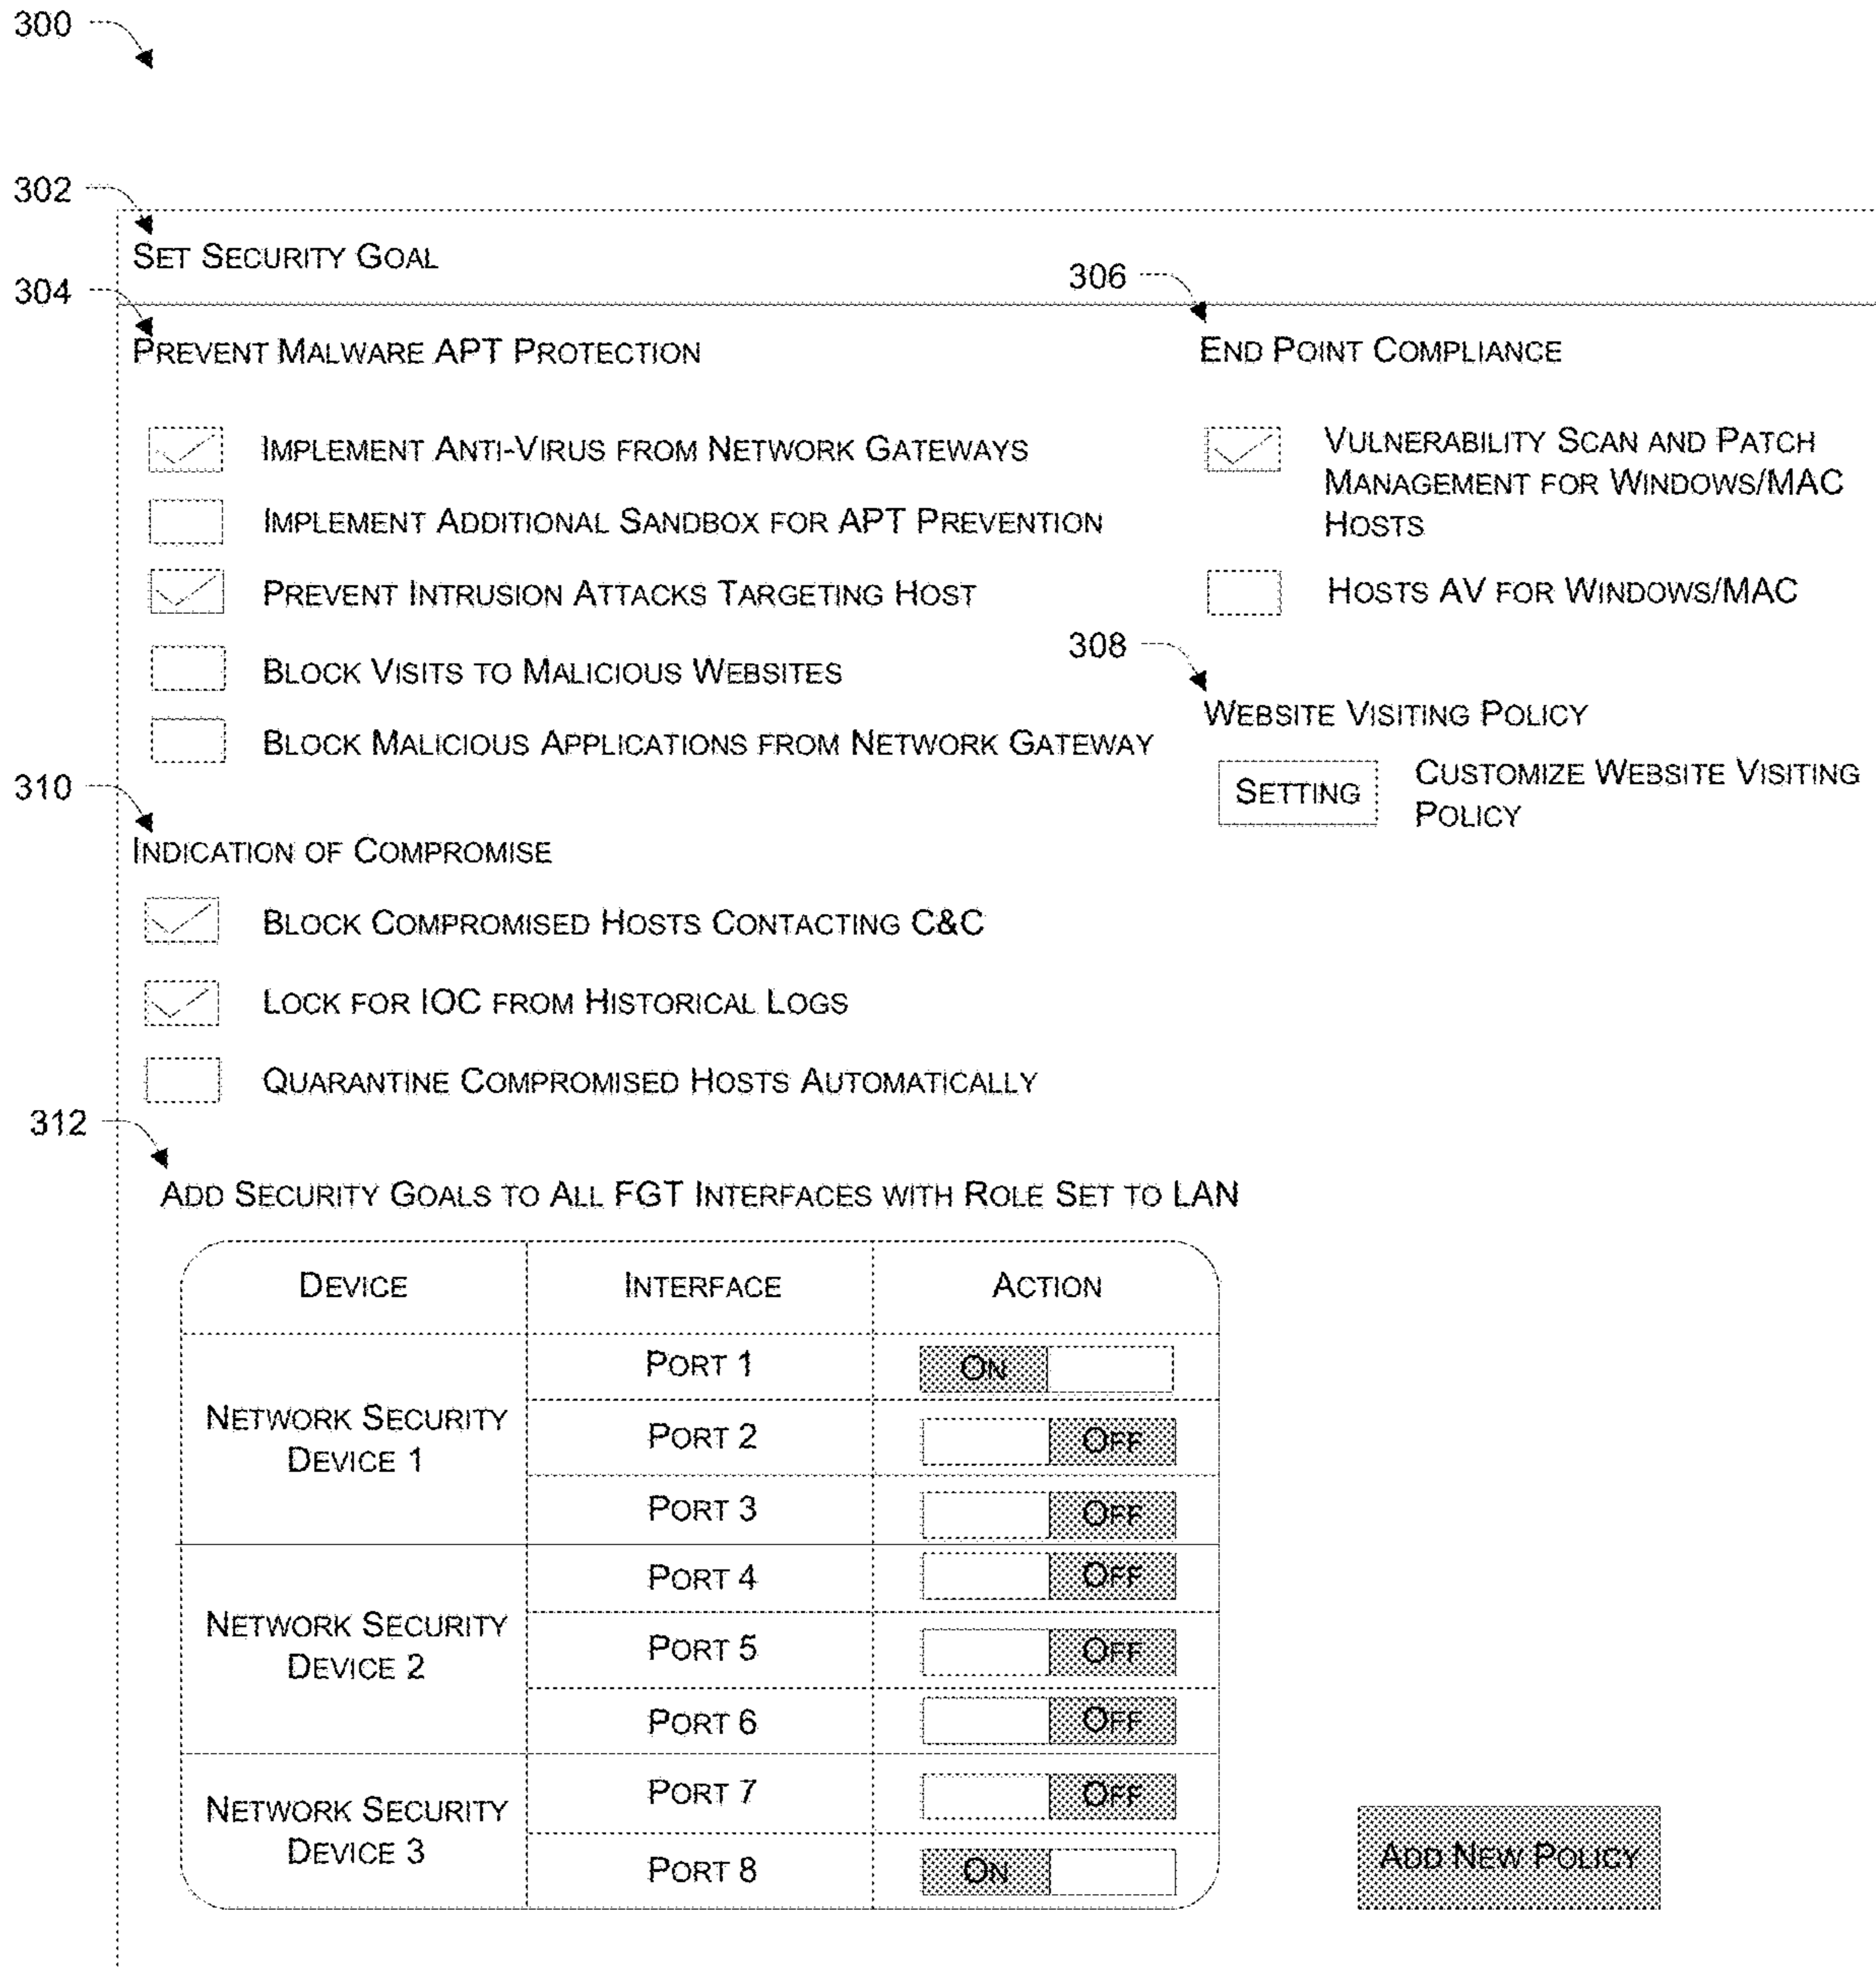 300
302
SET SECURITY GOAL
304
PREVENT MALWARE APT PROTECTION
IMPLEMENT ANTI-VIRUS FROM NETWORK GATEWAYS
IMPLEMENT ADDITIONAL SANDBOX FOR APT PREVENTION
PREVENT INTRUSION ATTACKS TARGETING HOST
BLOCK VISITS TO MALICIOUS WEBSITES
BLOCK MALICIOUS APPLICATIONS FROM NETWORK GATEWAY
306
END POINT COMPLIANCE
VULNERABILITY SCAN AND PATCH
MANAGEMENT FOR WINDOWS/MAC
HOSTS
HOSTS AV FOR WINDOWS/MAC
308
WEBSITE VISITING POLICY
SETTING
CUSTOMIZE WEBSITE VISITING
POLICY
310
INDICATION OF COMPROMISE
BLOCK COMPROMISED HOSTS CONTACTING C&C
LOCK FOR IOC FROM HISTORICAL LOGS
QUARANTINE COMPROMISED HOSTS AUTOMATICALLY
312
ADD SECURITY GOALS TO ALL FGT INTERFACES WITH ROLE SET TO LAN
DEVICE INTERFACE ACTION
NETWORK SECURITY
DEVICE 1
PORT 1 ON
PORT 2 OFF
PORT 3 OFF
NETWORK SECURITY
DEVICE 2
PORT 4 OFF
PORT 5 OFF
PORT 6 OFF
NETWORK SECURITY
DEVICE 3
PORT 7 OFF
PORT 8 ON
ADD NEW POLICY